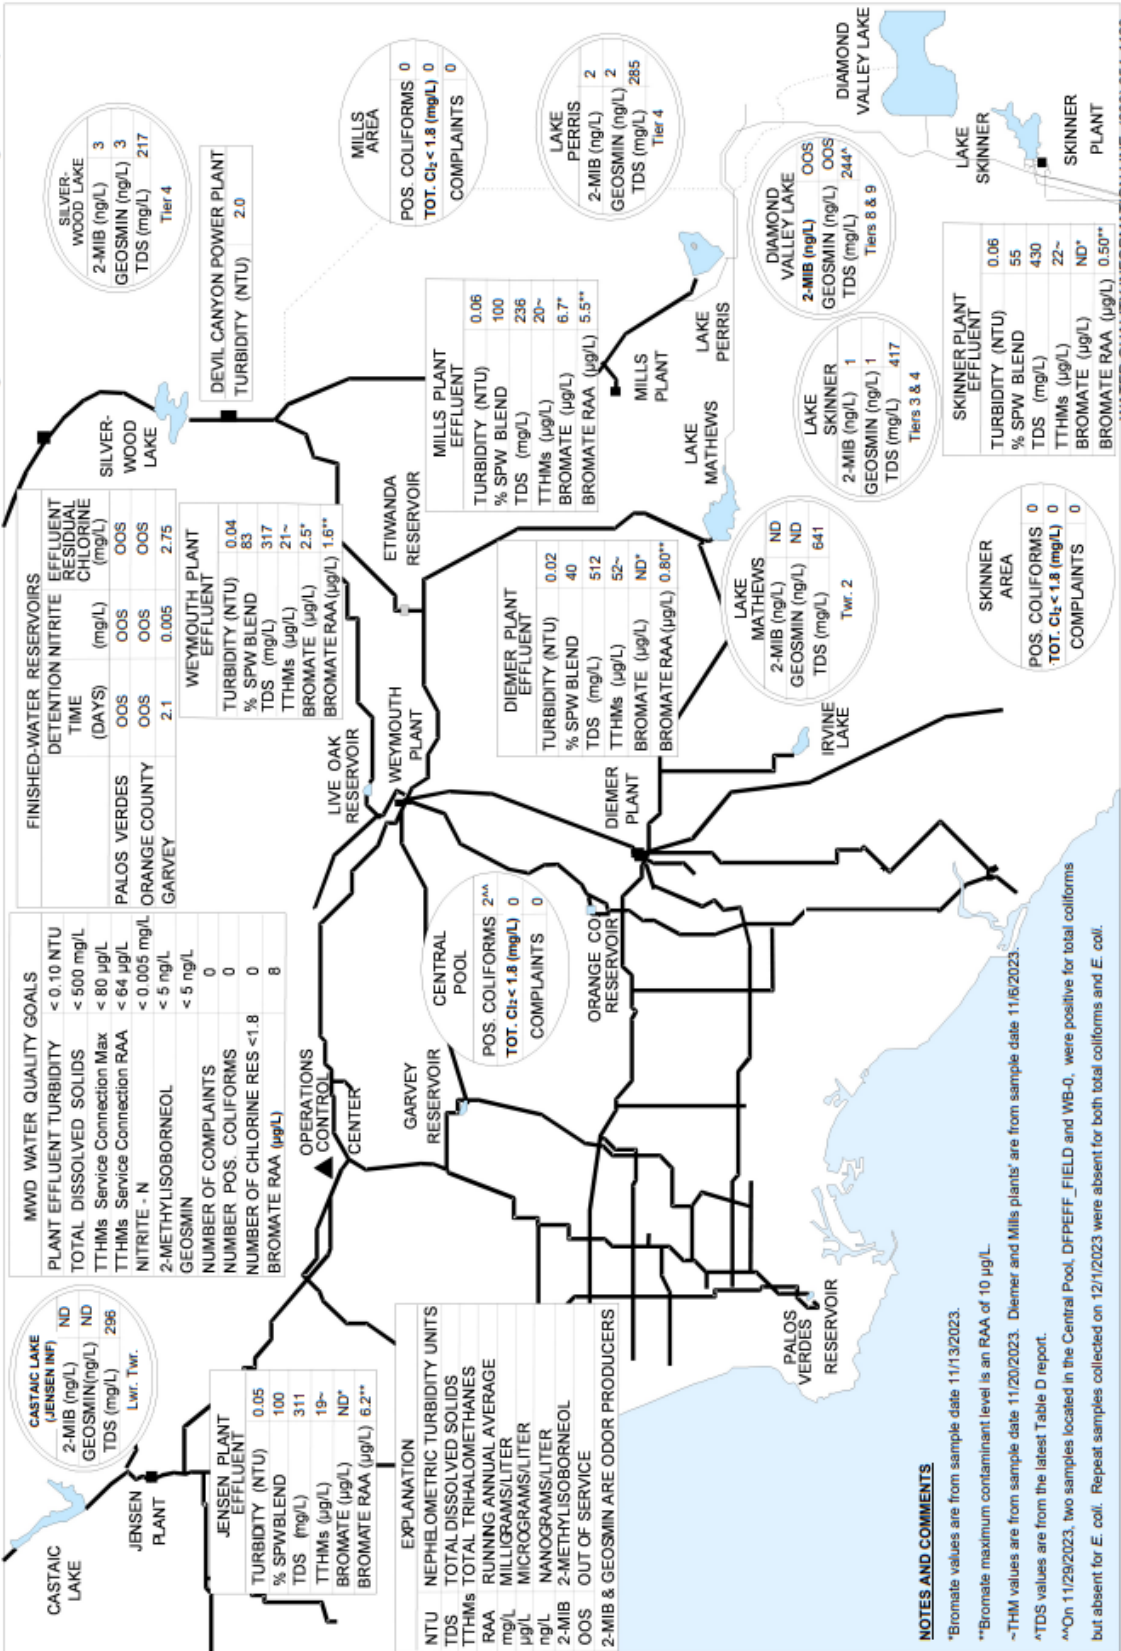 CASTAIC LAKE
(JENSEN INF)
2-MIB (ng/L) ND
GEOSMIN(ng/L) ND
TDS (mg/L) 296
Lwr. Twr.
CASTAIC
LAKE
JENSEN
PLANT
JENSEN PLANT
EFFLUENT
TURBIDITY (NTU) 0.05
% SPW BLEND 100
TDS (mg/L) 311
TTHMs (µg/L) 19~
BROMATE (µg/L) ND*
BROMATE RAA (µg/L) 6.2**
EXPLANATION
NTU NEPHELOMETRIC TURBIDITY UNITS
TDS TOTAL DISSOLVED SOLIDS
TTHMs TOTAL TRIHALOMETHANES
RAA RUNNING ANNUAL AVERAGE
mg/L MILLIGRAMS/LITER
µg/L MICROGRAMS/LITER
ng/L NANOGRAMS/LITER
2-MIB 2-METHYLISOBORNEOL
OOS OUT OF SERVICE
2-MIB & GEOSMIN ARE ODOR PRODUCERS
MWD WATER QUALITY GOALS
PLANT EFFLUENT TURBIDITY < 0.10 NTU
TOTAL DISSOLVED SOLIDS < 500 mg/L
TTHMs Service Connection Max < 80 µg/L
TTHMs Service Connection RAA < 64 µg/L
NITRITE - N < 0.005 mg/L
2-METHYLISOBORNEOL < 5 ng/L
GEOSMIN < 5 ng/L
NUMBER OF COMPLAINTS 0
NUMBER POS. COLIFORMS 0
NUMBER OF CHLORINE RES <1.8 0
BROMATE RAA (µg/L) 8
OPERATIONS
CONTROL
CENTER
GARVEY
RESERVOIR
CENTRAL
POOL
POS. COLIFORMS 2^^
TOT. Cl₂ < 1.8 (mg/L) 0
COMPLAINTS 0
ORANGE CO
RESERVOIR
PALOS
VERDES
RESERVOIR
FINISHED-WATER RESERVOIRS
DETENTION TIME (DAYS) NITRITE (mg/L) EFFLUENT RESIDUAL CHLORINE (mg/L)
PALOS VERDES OOS OOS OOS
ORANGE COUNTY OOS OOS OOS
GARVEY 2.1 0.005 2.75
WEYMOUTH PLANT
EFFLUENT
TURBIDITY (NTU) 0.04
% SPW BLEND 83
TDS (mg/L) 317
TTHMs (µg/L) 21~
BROMATE (µg/L) 2.5*
BROMATE RAA (µg/L) 1.6**
LIVE OAK
RESERVOIR
WEYMOUTH
PLANT
ETIWANDA
RESERVOIR
DIEMER PLANT
EFFLUENT
TURBIDITY (NTU) 0.02
% SPW BLEND 40
TDS (mg/L) 512
TTHMs (µg/L) 52~
BROMATE (µg/L) ND*
BROMATE RAA (µg/L) 0.80**
DIEMER
PLANT
IRVINE
LAKE
SILVER-
WOOD
LAKE
SILVER-
WOOD LAKE
2-MIB (ng/L) 3
GEOSMIN (ng/L) 3
TDS (mg/L) 217
Tier 4
DEVIL CANYON POWER PLANT
TURBIDITY (NTU) 2.0
MILLS
AREA
POS. COLIFORMS 0
TOT. Cl₂ < 1.8 (mg/L) 0
COMPLAINTS 0
MILLS PLANT
EFFLUENT
TURBIDITY (NTU) 0.06
% SPW BLEND 100
TDS (mg/L) 236
TTHMs (µg/L) 20~
BROMATE (µg/L) 6.7*
BROMATE RAA (µg/L) 5.5**
MILLS
PLANT
LAKE
PERRIS
LAKE
PERRIS
2-MIB (ng/L) 2
GEOSMIN (ng/L) 2
TDS (mg/L) 285
Tier 4
LAKE
MATHEWS
LAKE
MATHEWS
2-MIB (ng/L) ND
GEOSMIN (ng/L) ND
TDS (mg/L) 641
Twr. 2
DIAMOND
VALLEY LAKE
2-MIB (ng/L) OOS
GEOSMIN (ng/L) OOS
TDS (mg/L) 244^
Tiers 8 & 9
DIAMOND
VALLEY LAKE
LAKE
SKINNER
2-MIB (ng/L) 1
GEOSMIN (ng/L) 1
TDS (mg/L) 417
Tiers 3 & 4
LAKE
SKINNER
SKINNER
PLANT
SKINNER PLANT
EFFLUENT
TURBIDITY (NTU) 0.06
% SPW BLEND 55
TDS (mg/L) 430
TTHMs (µg/L) 22~
BROMATE (µg/L) ND*
BROMATE RAA (µg/L) 0.50**
SKINNER
AREA
POS. COLIFORMS 0
TOT. Cl₂ < 1.8 (mg/L) 0
COMPLAINTS 0
NOTES AND COMMENTS
*Bromate values are from sample date 11/13/2023.
**Bromate maximum contaminant level is an RAA of 10 µg/L.
~THM values are from sample date 11/20/2023. Diemer and Mills plants' are from sample date 11/6/2023.
^TDS values are from the latest Table D report.
^^On 11/29/2023, two samples located in the Central Pool, DFPEFF_FIELD and WB-0, were positive for total coliforms
but absent for E. coli. Repeat samples collected on 12/1/2023 were absent for both total coliforms and E. coli.